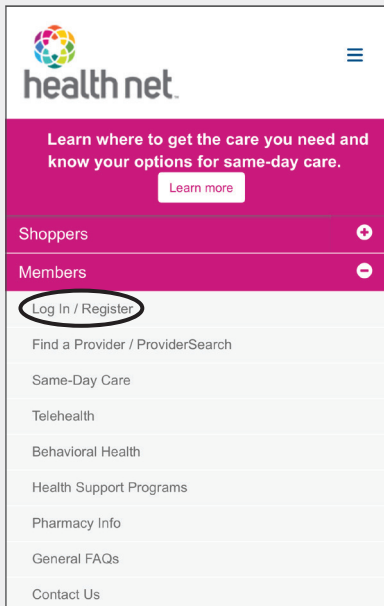 health net.
Learn where to get the care you need and
know your options for same-day care.
Learn more
Shoppers
Members
Log In / Register
Find a Provider / ProviderSearch
Same-Day Care
Telehealth
Behavioral Health
Health Support Programs
Pharmacy Info
General FAQs
Contact Us